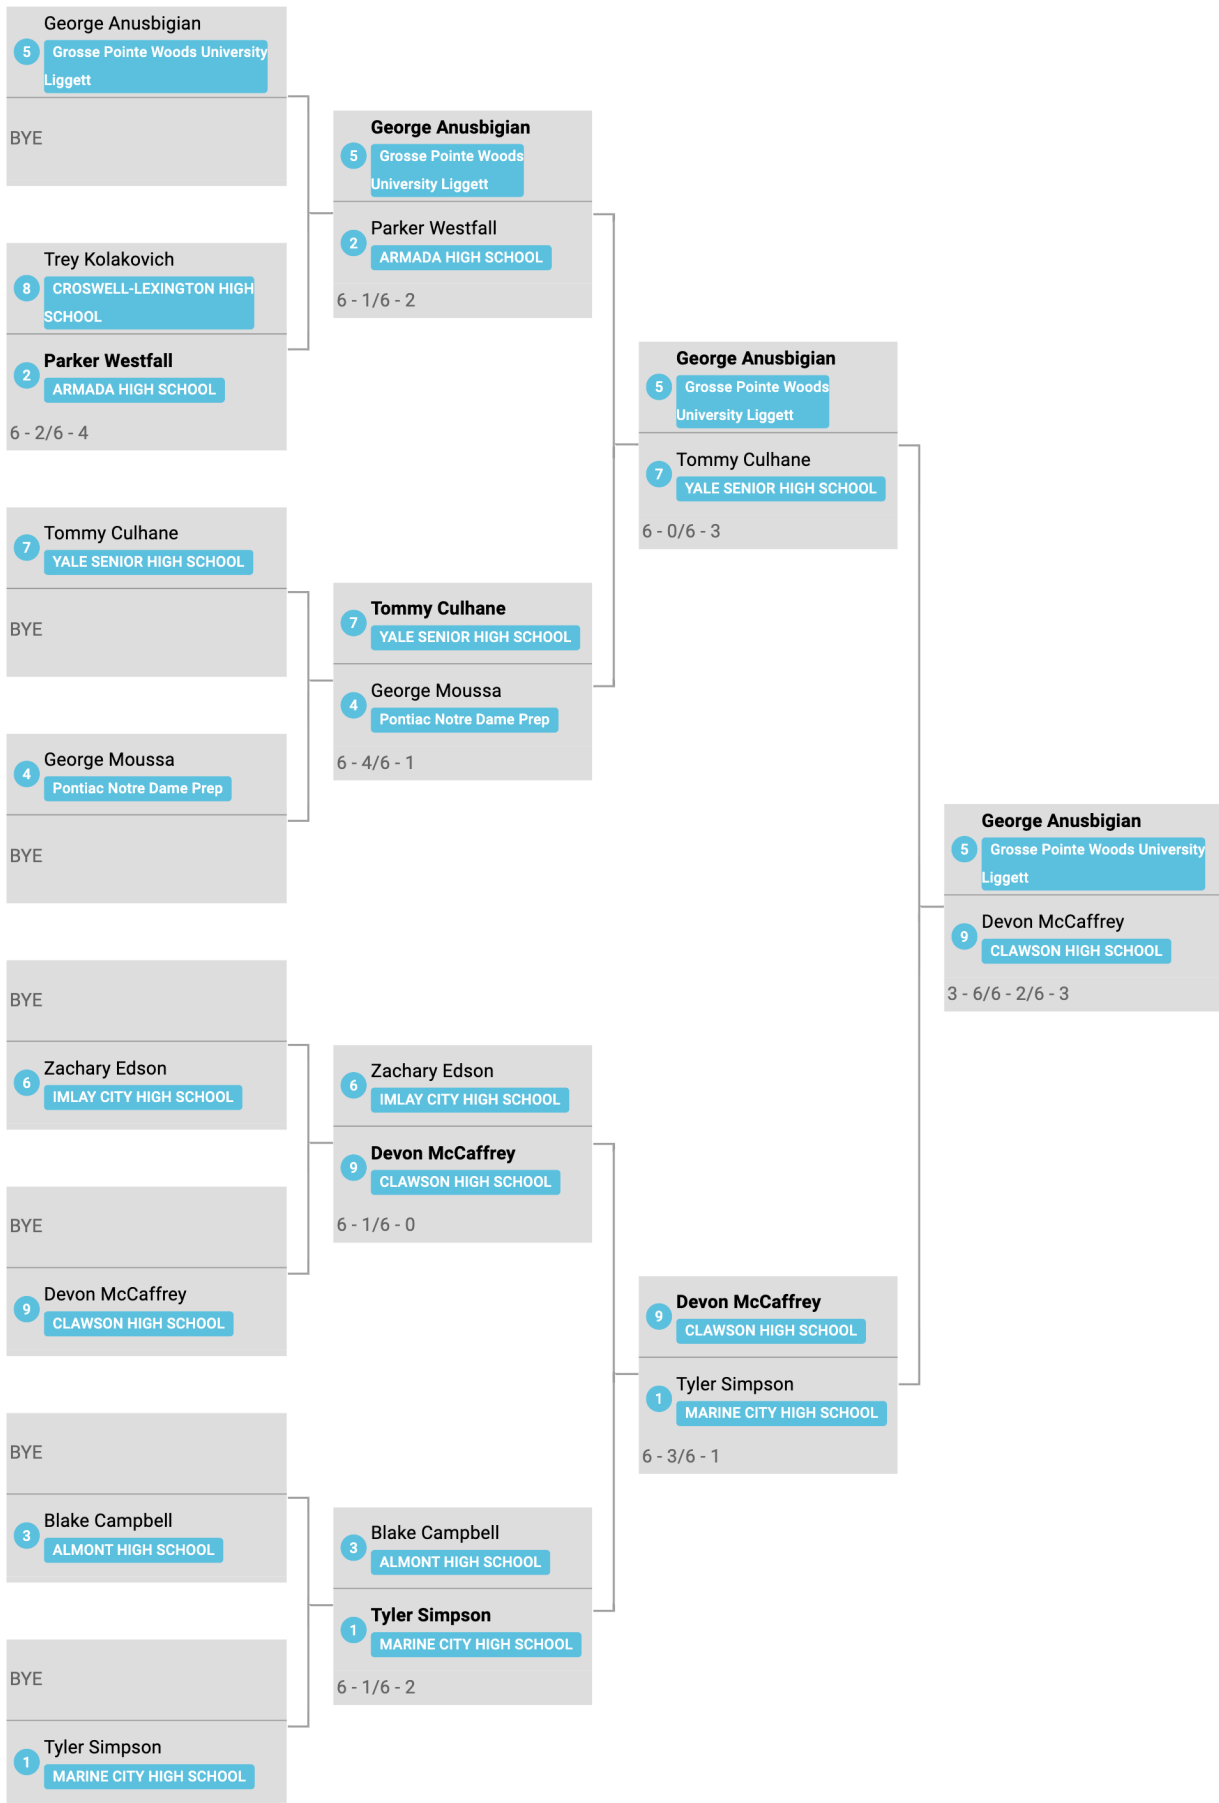 George Anusbigian
5
Grosse Pointe Woods University
Liggett
BYE
Trey Kolakovich
8
CROSWELL-LEXINGTON HIGH
SCHOOL
Parker Westfall
2
ARMADA HIGH SCHOOL
6 - 2/6 - 4
Tommy Culhane
7
YALE SENIOR HIGH SCHOOL
BYE
George Moussa
4
Pontiac Notre Dame Prep
BYE
BYE
Zachary Edson
6
IMLAY CITY HIGH SCHOOL
BYE
Devon McCaffrey
9
CLAWSON HIGH SCHOOL
BYE
Blake Campbell
3
ALMONT HIGH SCHOOL
BYE
Tyler Simpson
1
MARINE CITY HIGH SCHOOL
George Anusbigian
5
Grosse Pointe Woods
University Liggett
Parker Westfall
2
ARMADA HIGH SCHOOL
6 - 1/6 - 2
Tommy Culhane
7
YALE SENIOR HIGH SCHOOL
George Moussa
4
Pontiac Notre Dame Prep
6 - 4/6 - 1
Zachary Edson
6
IMLAY CITY HIGH SCHOOL
Devon McCaffrey
9
CLAWSON HIGH SCHOOL
6 - 1/6 - 0
Blake Campbell
3
ALMONT HIGH SCHOOL
Tyler Simpson
1
MARINE CITY HIGH SCHOOL
6 - 1/6 - 2
George Anusbigian
5
Grosse Pointe Woods
University Liggett
Tommy Culhane
7
YALE SENIOR HIGH SCHOOL
6 - 0/6 - 3
Devon McCaffrey
9
CLAWSON HIGH SCHOOL
Tyler Simpson
1
MARINE CITY HIGH SCHOOL
6 - 3/6 - 1
George Anusbigian
5
Grosse Pointe Woods University
Liggett
Devon McCaffrey
9
CLAWSON HIGH SCHOOL
3 - 6/6 - 2/6 - 3